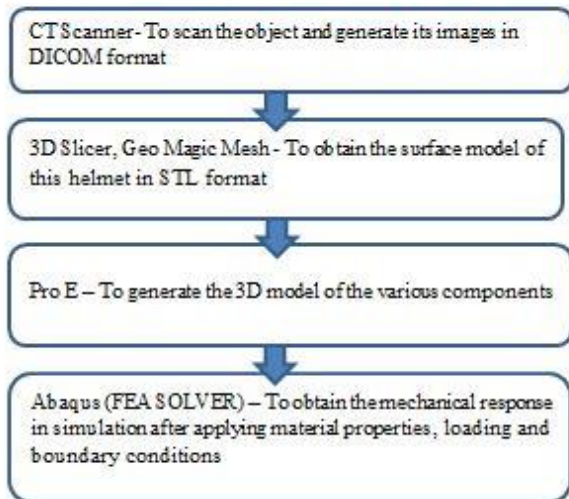 CT Scanner- To scan the object and generate its images in
DICOM format
3D Slicer, Geo Magic Mesh - To obtain the surface model of
this helmet in STL format
Pro E – To generate the 3D model of the various components
Abaqus (FEA SOLVER) – To obtain the mechanical response
in simulation after applying material properties, loading and
boundary conditions